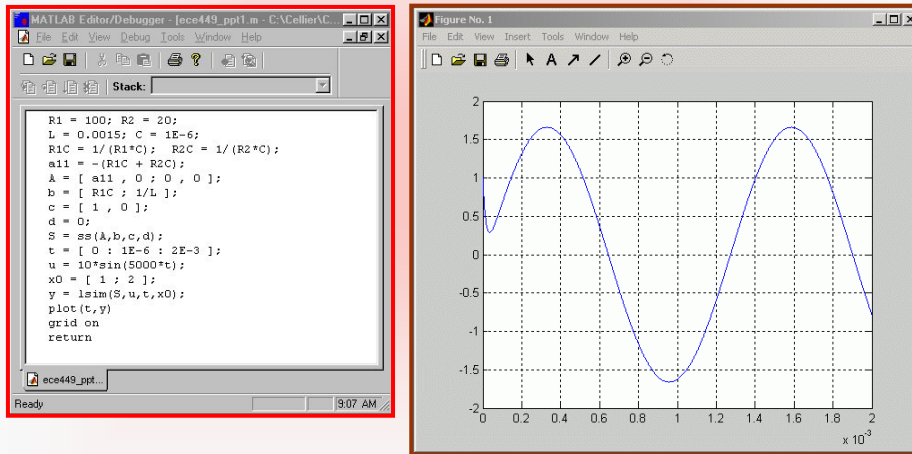 MATLAB Editor/Debugger - [ece449_ppt1.m - C:\Cellier\C...
File Edit View Debug Tools Window Help
Stack:
R1 = 100; R2 = 20;
L = 0.0015; C = 1E-6;
R1C = 1/(R1*C); R2C = 1/(R2*C);
a11 = -(R1C + R2C);
A = [ a11 , 0 ; 0 , 0 ];
b = [ R1C ; 1/L ];
c = [ 1 , 0 ];
d = 0;
S = ss(A,b,c,d);
t = [ 0 : 1E-6 : 2E-3 ];
u = 10*sin(5000*t);
x0 = [ 1 ; 2 ];
y = lsim(S,u,t,x0);
plot(t,y)
grid on
return
ece449_ppt...
Ready 9:07 AM
Figure No. 1
File Edit View Insert Tools Window Help
A
2
1.5
1
0.5
0
-0.5
-1
-1.5
-2
0 0.2 0.4 0.6 0.8 1 1.2 1.4 1.6 1.8 2
x 10^-3